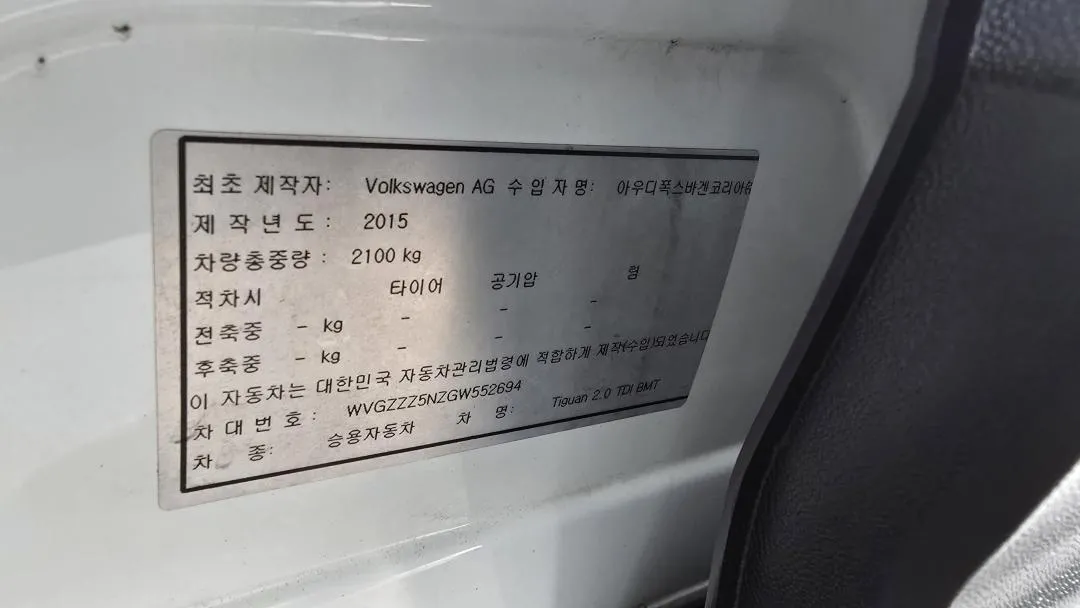 최초 제작자: Volkswagen AG 수 입 자 명: 아우디폭스바겐코리아
제 작 년 도 : 2015
차량총중량 : 2100 kg
적차시 타이어 공기압 림
전축중 - kg - - -
후축중 - kg - - -
이 자동차는 대한민국 자동차관리법령에 적합하게 제작(수입)되었습니다
차 대 번 호 : WVGZZZ5NZGW552694
차 종: 승용자동차 차 명: Tiguan 2.0 TDI BMT